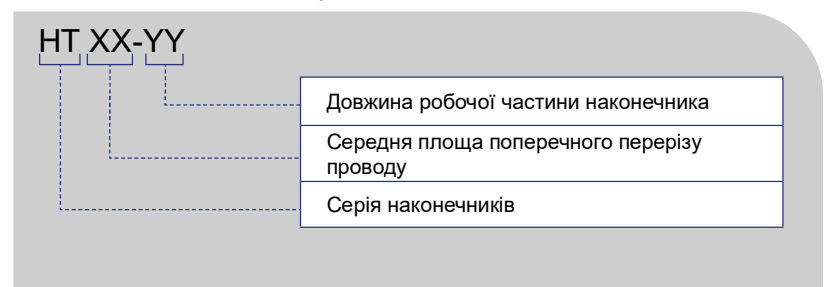 НТ XX-YY
Довжина робочої частини наконечника
Середня площа поперечного перерізу
проводу
Серія наконечників